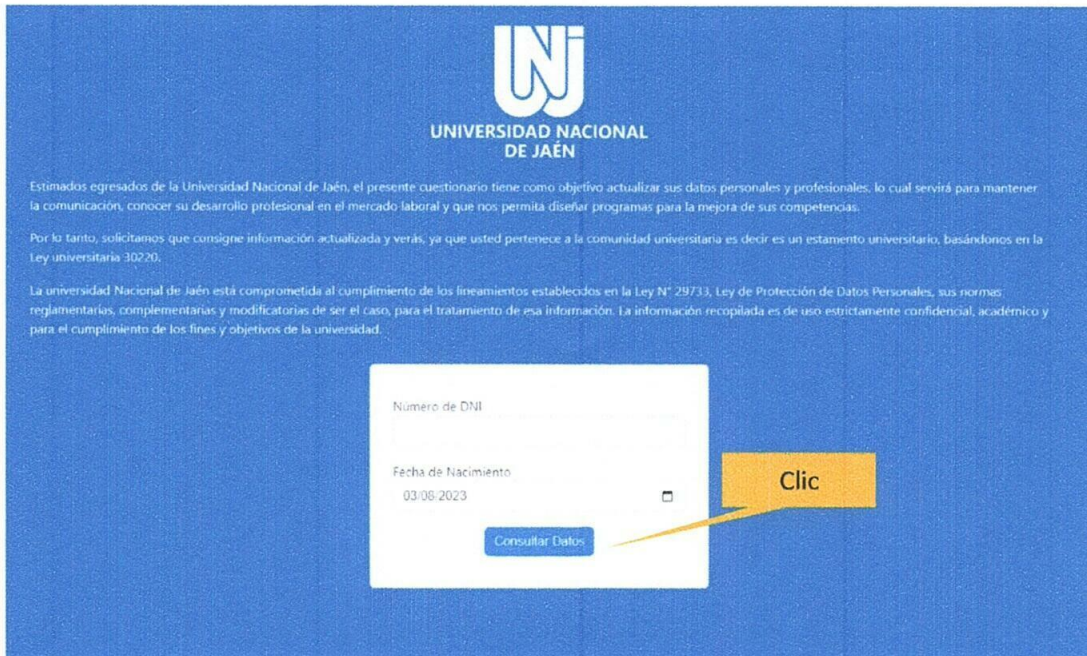 UNJ
UNIVERSIDAD NACIONAL
DE JAÉN
Estimados egresados de la Universidad Nacional de Jaén, el presente cuestionario tiene como objetivo actualizar sus datos personales y profesionales, lo cual servirá para mantener
la comunicación, conocer su desarrollo profesional en el mercado laboral y que nos permita diseñar programas para la mejora de sus competencias.
Por lo tanto, solicitamos que consigne información actualizada y verás, ya que usted pertenece a la comunidad universitaria es decir es un estamento universitario, basándonos en la
Ley universitaria 30220.
La universidad Nacional de Jaén está comprometida al cumplimiento de los lineamientos establecidos en la Ley N° 29733, Ley de Protección de Datos Personales, sus normas
reglamentarias, complementarias y modificatorias de ser el caso, para el tratamiento de esa información. La información recopilada es de uso estrictamente confidencial, académico y
para el cumplimiento de los fines y objetivos de la universidad.
Número de DNI
Fecha de Nacimiento
03/08/2023
Clic
Consultar Datos